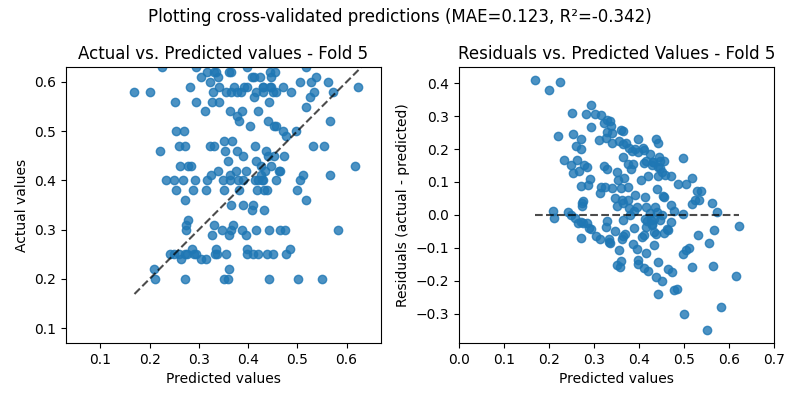 Plotting cross-validated predictions (MAE=0.123, R²=-0.342)
Actual vs. Predicted values - Fold 5
Actual values
0.6
0.5
0.4
0.3
0.2
0.1
0.1 0.2 0.3 0.4 0.5 0.6
Predicted values
Residuals vs. Predicted Values - Fold 5
Residuals (actual - predicted)
0.4
0.3
0.2
0.1
0.0
−0.1
−0.2
−0.3
0.0 0.1 0.2 0.3 0.4 0.5 0.6 0.7
Predicted values